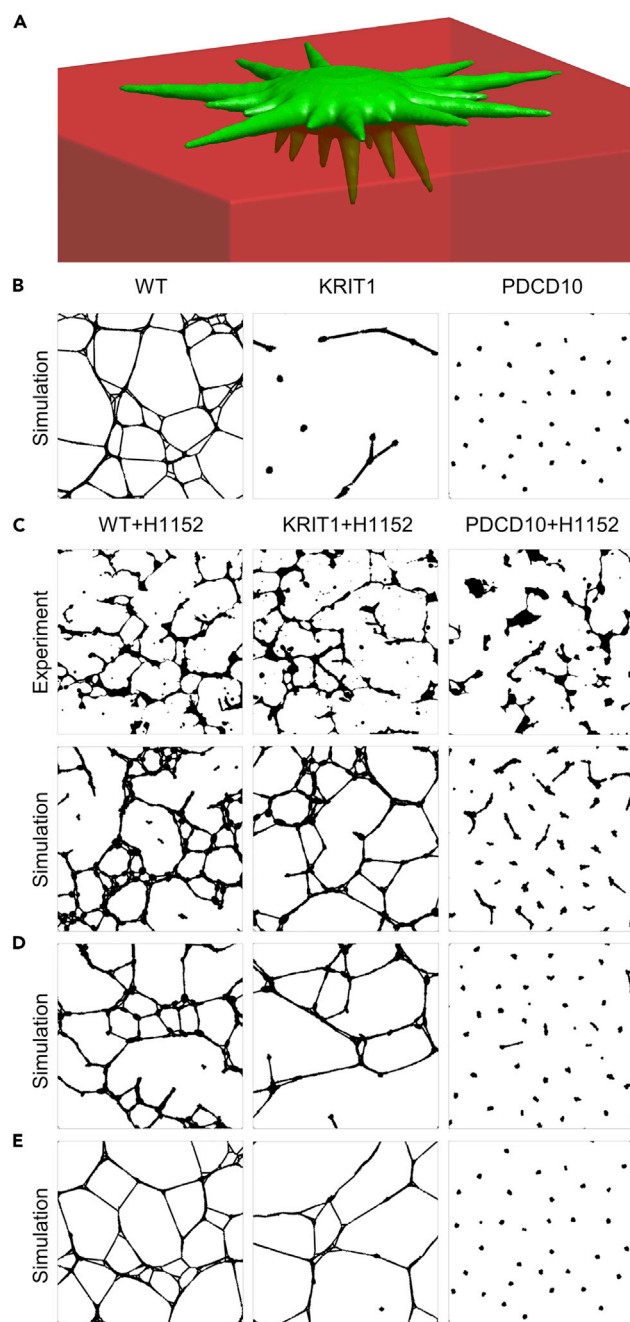 A
B
WT KRIT1 PDCD10
Simulation
C
WT+H1152 KRIT1+H1152 PDCD10+H1152
Experiment
Simulation
D
Simulation
E
Simulation